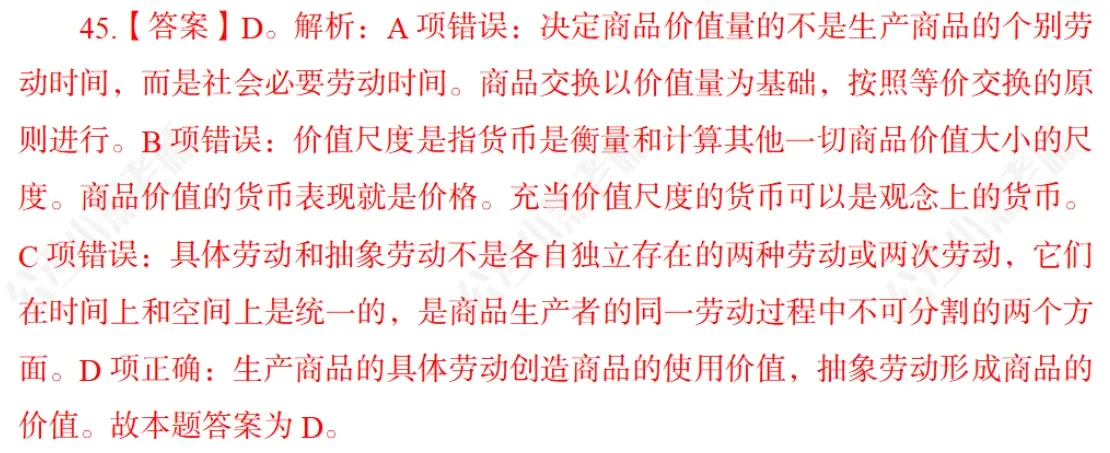 45.【答案】D。解析：A 项错误：决定商品价值量的不是生产商品的个别劳
动时间，而是社会必要劳动时间。商品交换以价值量为基础，按照等价交换的原
则进行。B 项错误：价值尺度是指货币是衡量和计算其他一切商品价值大小的尺
度。商品价值的货币表现就是价格。充当价值尺度的货币可以是观念上的货币。
C 项错误：具体劳动和抽象劳动不是各自独立存在的两种劳动或两次劳动，它们
在时间上和空间上是统一的，是商品生产者的同一劳动过程中不可分割的两个方
面。D 项正确：生产商品的具体劳动创造商品的使用价值，抽象劳动形成商品的
价值。故本题答案为 D。